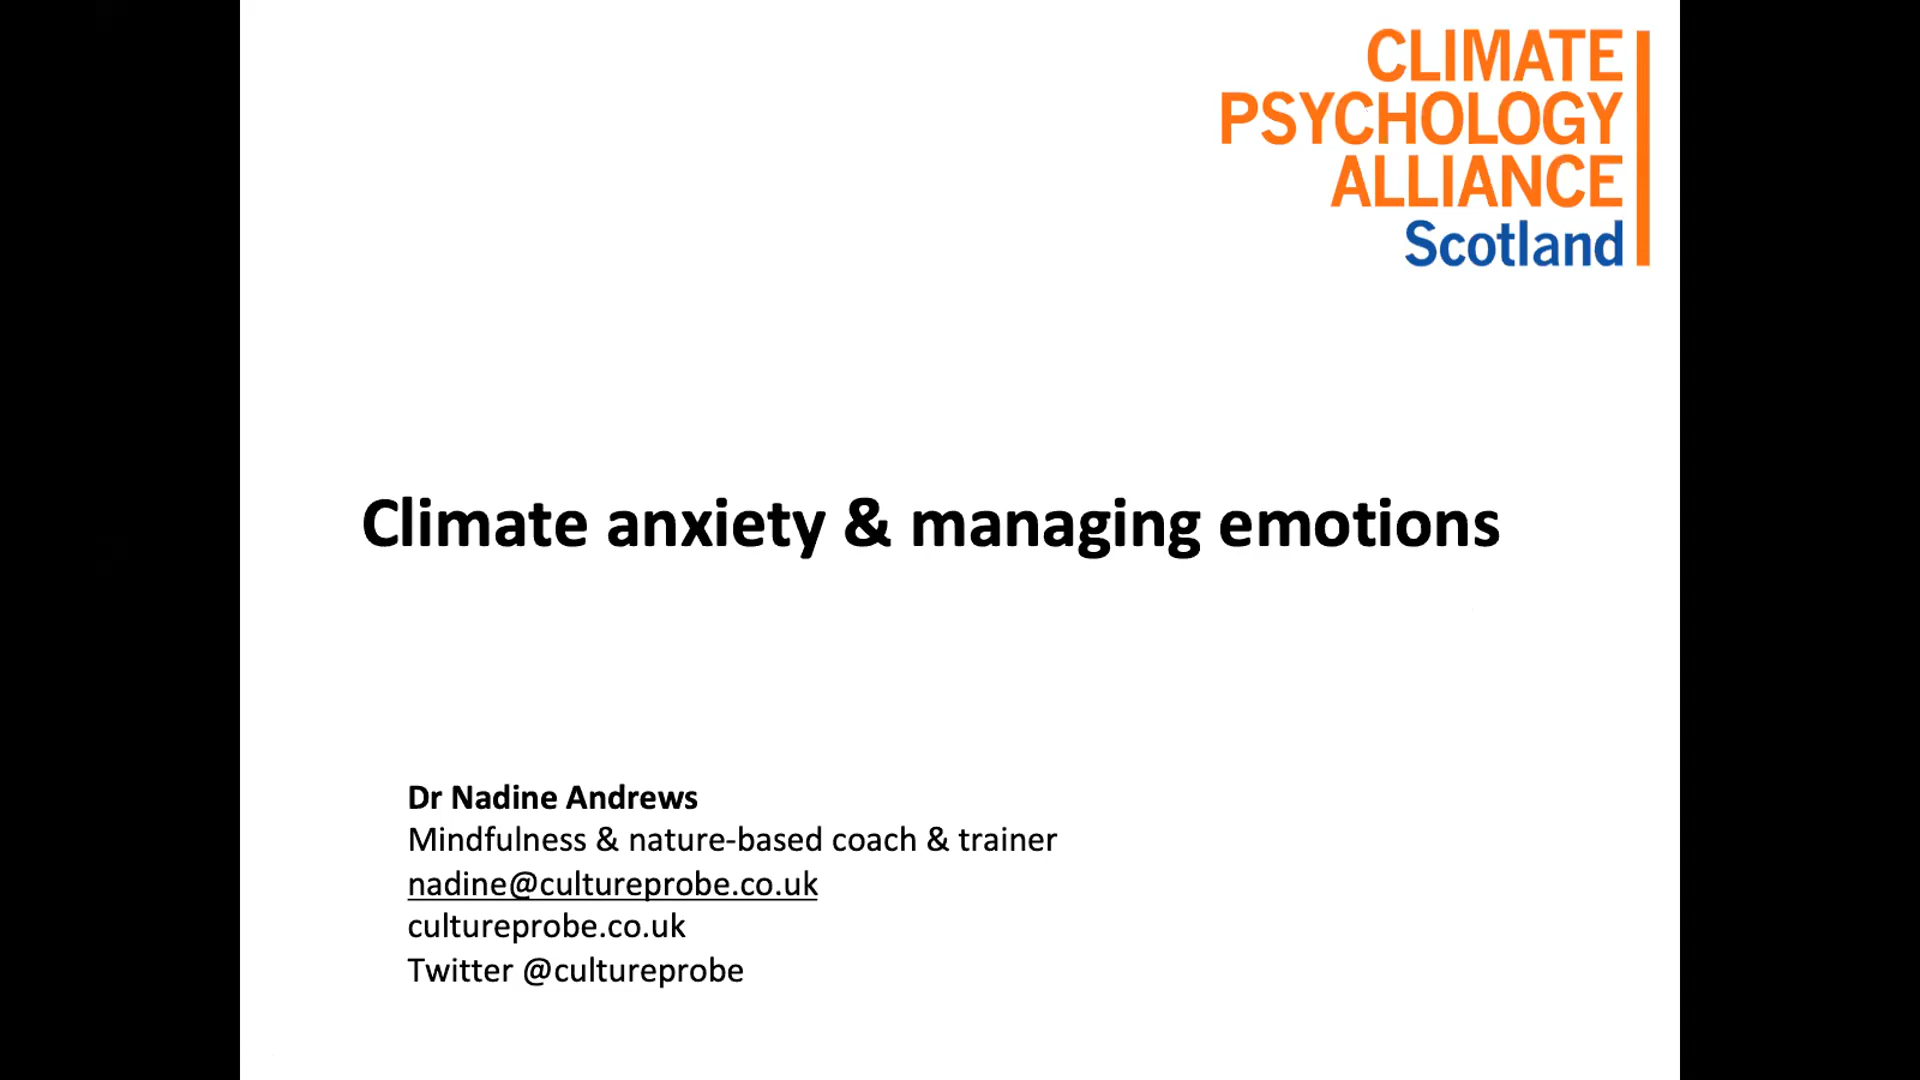 CLIMATE
PSYCHOLOGY
ALLIANCE
Scotland
Climate anxiety & managing emotions
Dr Nadine Andrews
Mindfulness & nature-based coach & trainer
nadine@cultureprobe.co.uk
cultureprobe.co.uk
Twitter @cultureprobe